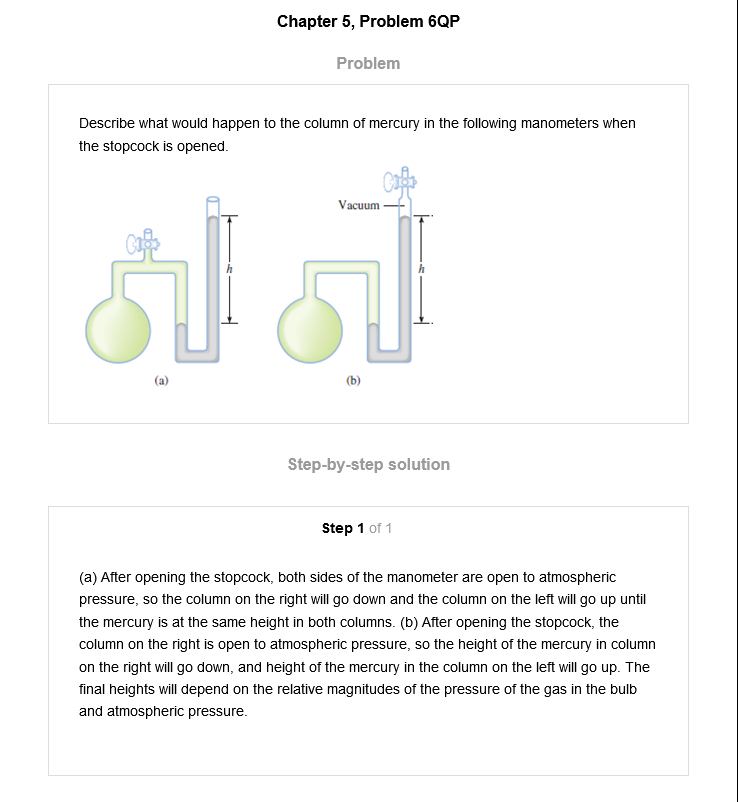 Chapter 5, Problem 6QP
Problem
Describe what would happen to the column of mercury in the following manometers when
the stopcock is opened.
Vacuum
h
h
(a)
(b)
Step-by-step solution
Step 1 of 1
(a) After opening the stopcock, both sides of the manometer are open to atmospheric
pressure, so the column on the right will go down and the column on the left will go up until
the mercury is at the same height in both columns. (b) After opening the stopcock, the
column on the right is open to atmospheric pressure, so the height of the mercury in column
on the right will go down, and height of the mercury in the column on the left will go up. The
final heights will depend on the relative magnitudes of the pressure of the gas in the bulb
and atmospheric pressure.